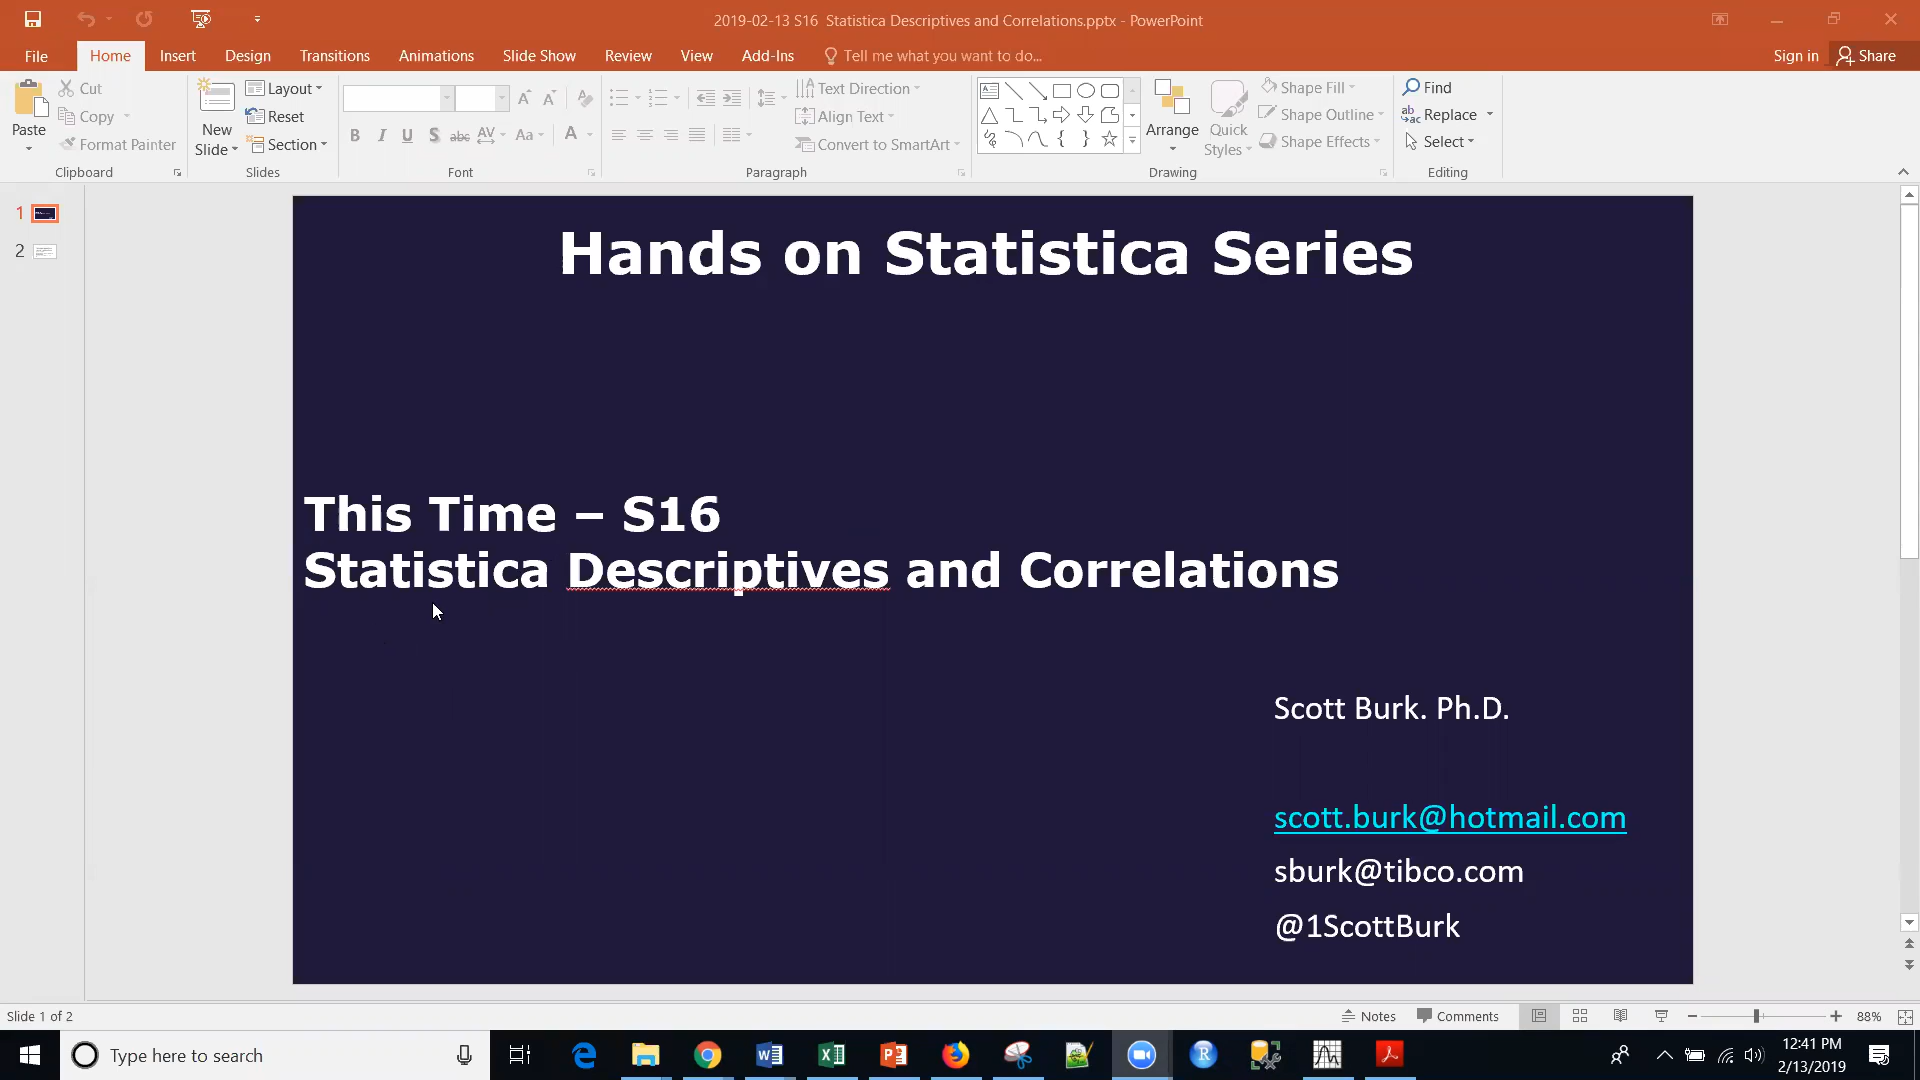 2019-02-13 S16  Statistica Descriptives and Correlations.pptx - PowerPoint
File Home Insert Design Transitions Animations Slide Show Review View Add-Ins Tell me what you want to do... Sign in Share
Paste
Cut
Copy
Format Painter
Clipboard
New Slide
Layout
Reset
Section
Slides
B I U S abc AV Aa A
Font
Text Direction
Align Text
Convert to SmartArt
Paragraph
Arrange
Quick Styles
Shape Fill
Shape Outline
Shape Effects
Drawing
Find
Replace
Select
Editing
1
2
Hands on Statistica Series
This Time – S16
Statistica Descriptives and Correlations
Scott Burk. Ph.D.
scott.burk@hotmail.com
sburk@tibco.com
@1ScottBurk
Slide 1 of 2 Notes Comments 88%
Type here to search
12:41 PM
2/13/2019